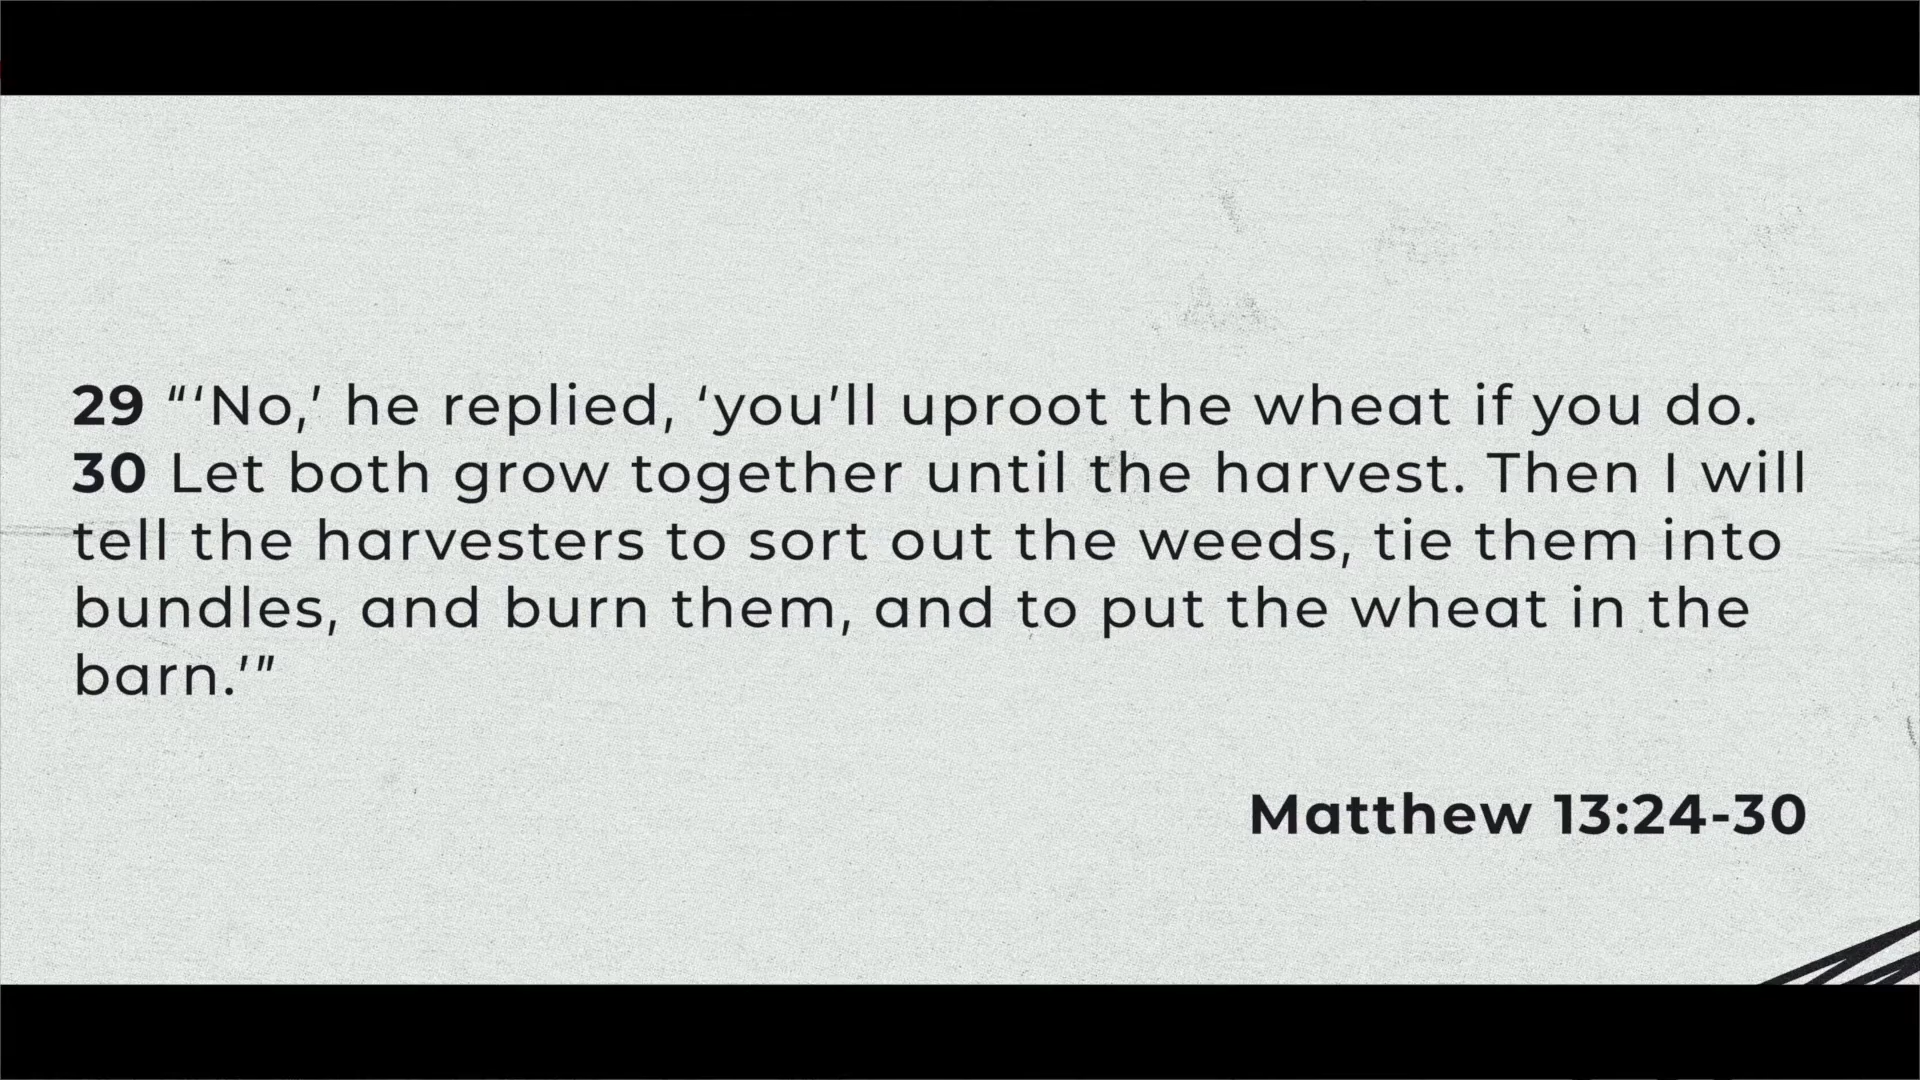 29 “‘No,’ he replied, ‘you’ll uproot the wheat if you do.
30 Let both grow together until the harvest. Then I will
tell the harvesters to sort out the weeds, tie them into
bundles, and burn them, and to put the wheat in the
barn.’”
Matthew 13:24-30